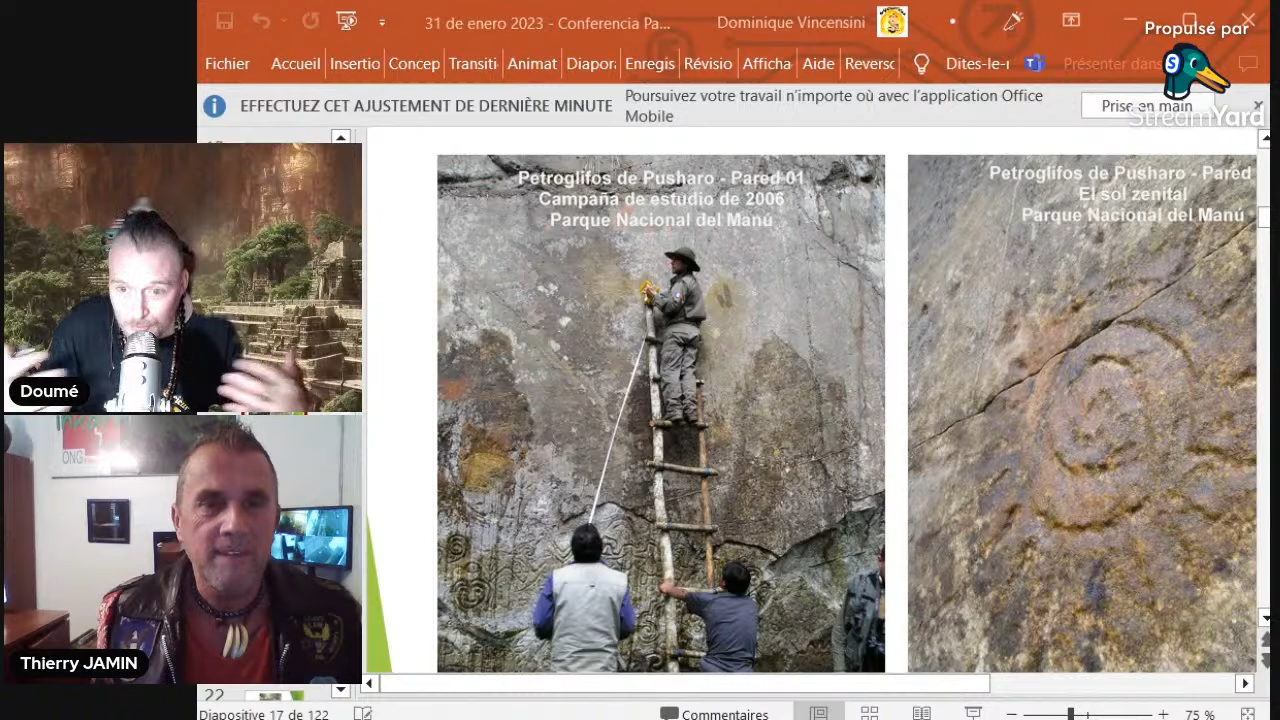 31 de enero 2023 - Conferencia Pa...
Dominique Vincensini
Propulsé par
StreamYard
Fichier
Accueil
Insertio
Concep
Transiti
Animat
Diapor
Enregis
Révisio
Afficha
Aide
Reverso
Dites-le-
Présenter dans
EFFECTUEZ CET AJUSTEMENT DE DERNIÈRE MINUTE
Poursuivez votre travail n'importe où avec l'application Office
Mobile
Prise en main
Petroglifos de Pusharo - Pared 01
Campaña de estudio de 2006
Parque Nacional del Manú
Petroglifos de Pusharo - Pared
El sol zenital
Parque Nacional del Manú
Doumé
ONG
Thierry JAMIN
22
Diapositive 17 de 122
Commentaires
75 %